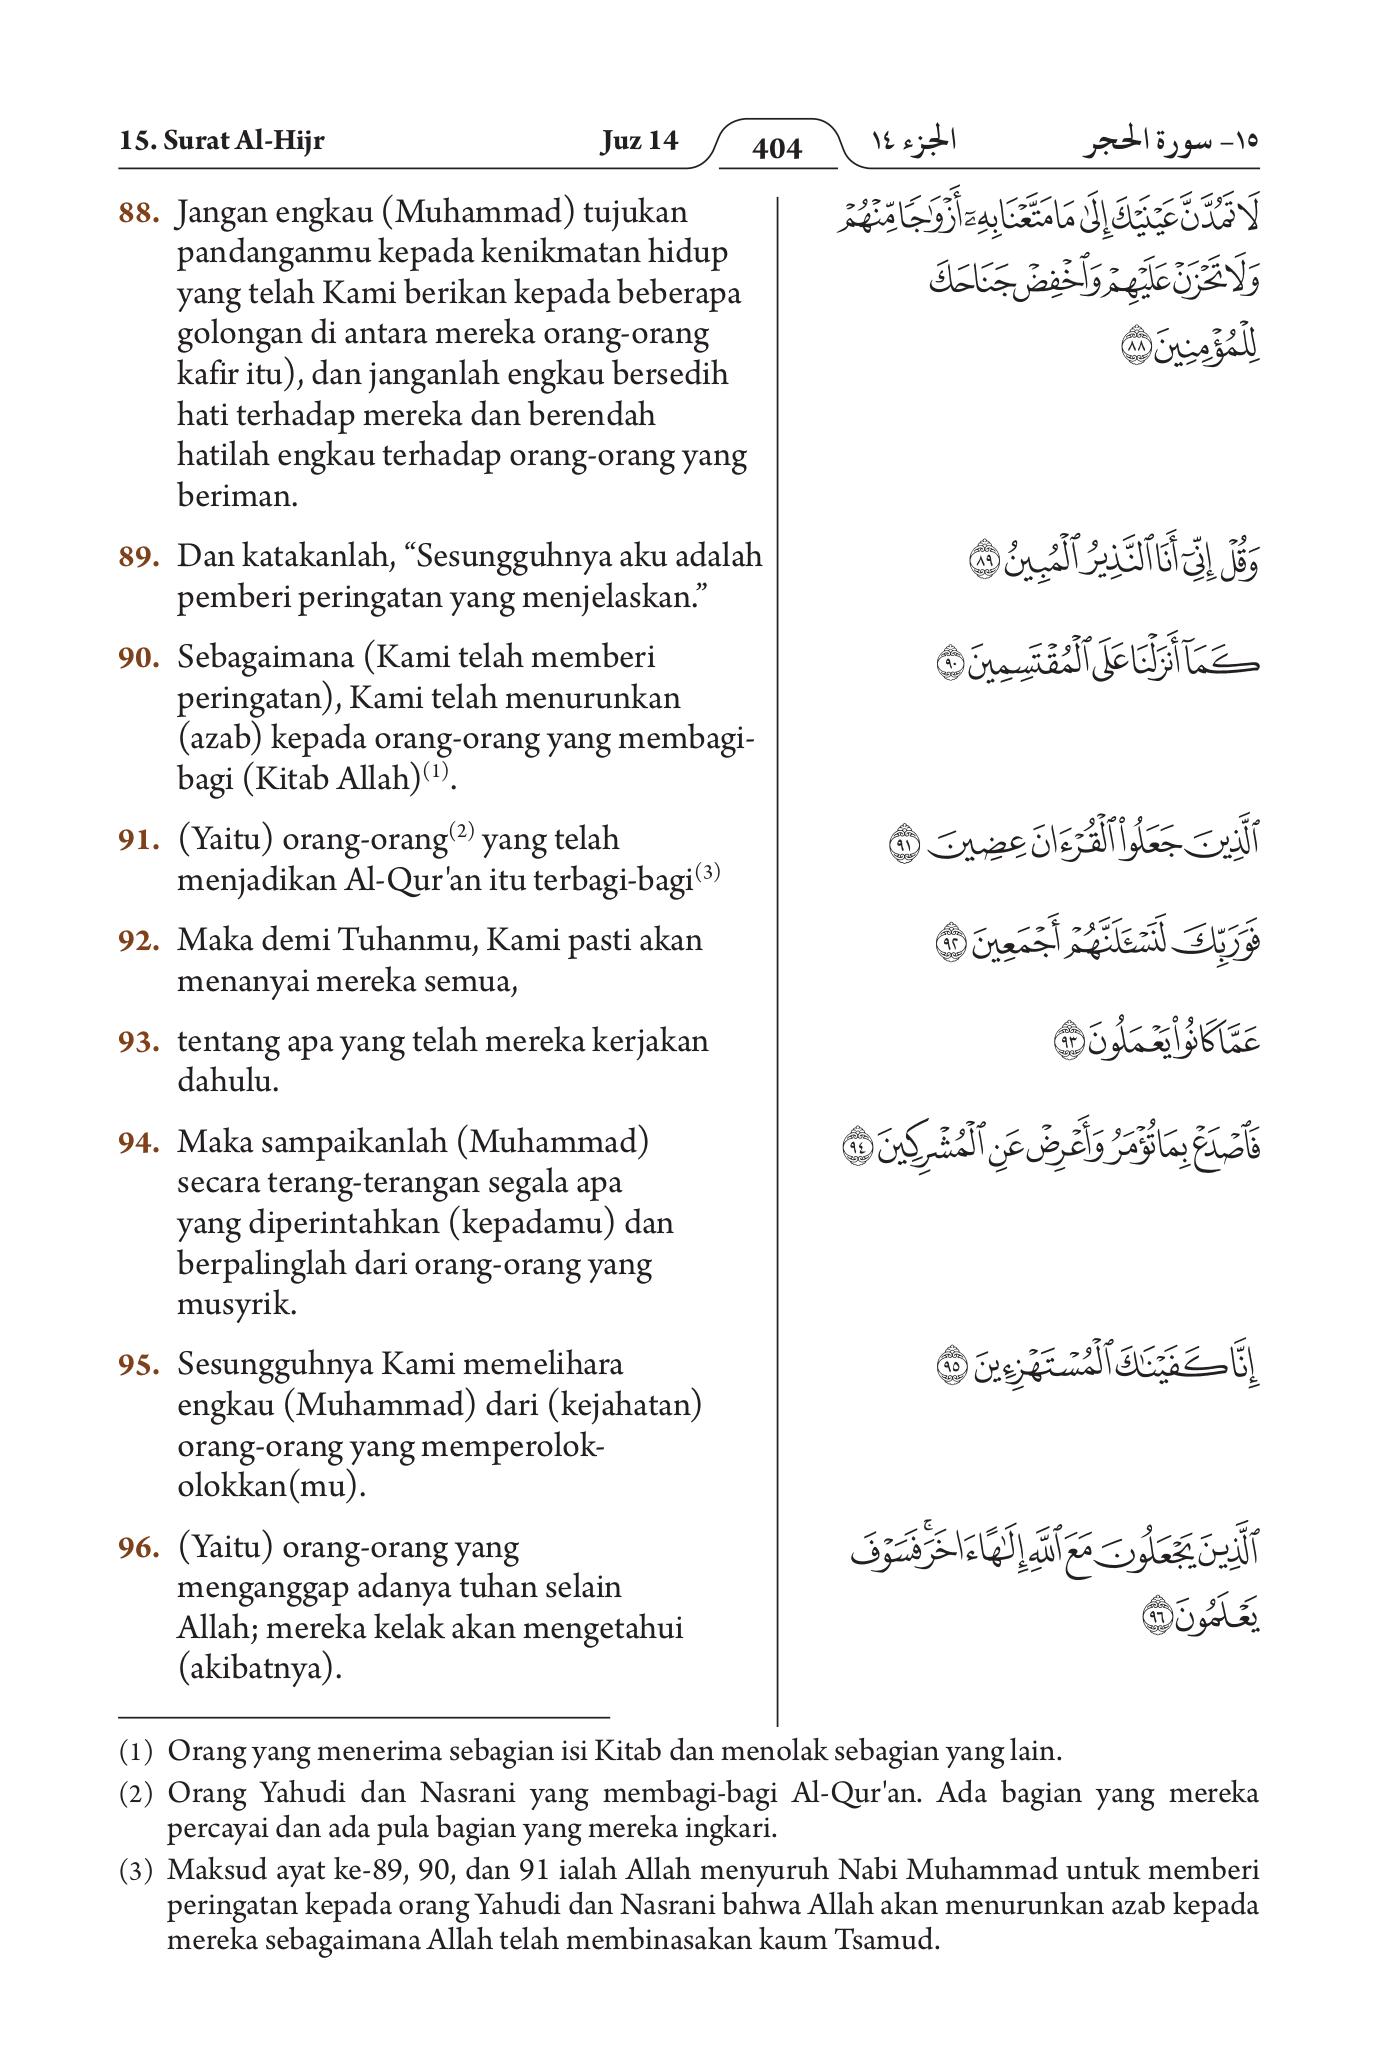 15. Surat Al-Hijr
Juz 14
404
الجزء ١٤
١٥- سورة الحجر
88. Jangan engkau (Muhammad) tujukan
pandanganmu kepada kenikmatan hidup
yang telah Kami berikan kepada beberapa
golongan di antara mereka orang-orang
kafir itu), dan janganlah engkau bersedih
hati terhadap mereka dan berendah
hatilah engkau terhadap orang-orang yang
beriman.
لَا تَمُدَّنَّ عَيْنَيْكَ إِلَىٰ مَا مَتَّعْنَا بِهِۦٓ أَزْوَٰجًا مِّنْهُمْ
وَلَا تَحْزَنْ عَلَيْهِمْ وَٱخْفِضْ جَنَاحَكَ
لِلْمُؤْمِنِينَ ٨٨
89. Dan katakanlah, “Sesungguhnya aku adalah
pemberi peringatan yang menjelaskan.”
وَقُلْ إِنِّىٓ أَنَا ٱلنَّذِيرُ ٱلْمُبِينُ ٨٩
90. Sebagaimana (Kami telah memberi
peringatan), Kami telah menurunkan
(azab) kepada orang-orang yang membagi-
bagi (Kitab Allah)(1).
كَمَآ أَنزَلْنَا عَلَى ٱلْمُقْتَسِمِينَ ٩٠
91. (Yaitu) orang-orang(2) yang telah
menjadikan Al-Qur'an itu terbagi-bagi(3)
ٱلَّذِينَ جَعَلُوا۟ ٱلْقُرْءَانَ عِضِينَ ٩١
92. Maka demi Tuhanmu, Kami pasti akan
menanyai mereka semua,
فَوَرَبِّكَ لَنَسْـَٔلَنَّهُمْ أَجْمَعِينَ ٩٢
93. tentang apa yang telah mereka kerjakan
dahulu.
عَمَّا كَانُوا۟ يَعْمَلُونَ ٩٣
94. Maka sampaikanlah (Muhammad)
secara terang-terangan segala apa
yang diperintahkan (kepadamu) dan
berpalinglah dari orang-orang yang
musyrik.
فَٱصْدَعْ بِمَا تُؤْمَرُ وَأَعْرِضْ عَنِ ٱلْمُشْرِكِينَ ٩٤
95. Sesungguhnya Kami memelihara
engkau (Muhammad) dari (kejahatan)
orang-orang yang memperolok-
olokkan(mu).
إِنَّا كَفَيْنَٰكَ ٱلْمُسْتَهْزِءِينَ ٩٥
96. (Yaitu) orang-orang yang
menganggap adanya tuhan selain
Allah; mereka kelak akan mengetahui
(akibatnya).
ٱلَّذِينَ يَجْعَلُونَ مَعَ ٱللَّهِ إِلَٰهًا ءَاخَرَ ۚ فَسَوْفَ
يَعْلَمُونَ ٩٦
(1) Orang yang menerima sebagian isi Kitab dan menolak sebagian yang lain.
(2) Orang Yahudi dan Nasrani yang membagi-bagi Al-Qur'an. Ada bagian yang mereka
percayai dan ada pula bagian yang mereka ingkari.
(3) Maksud ayat ke-89, 90, dan 91 ialah Allah menyuruh Nabi Muhammad untuk memberi
peringatan kepada orang Yahudi dan Nasrani bahwa Allah akan menurunkan azab kepada
mereka sebagaimana Allah telah membinasakan kaum Tsamud.